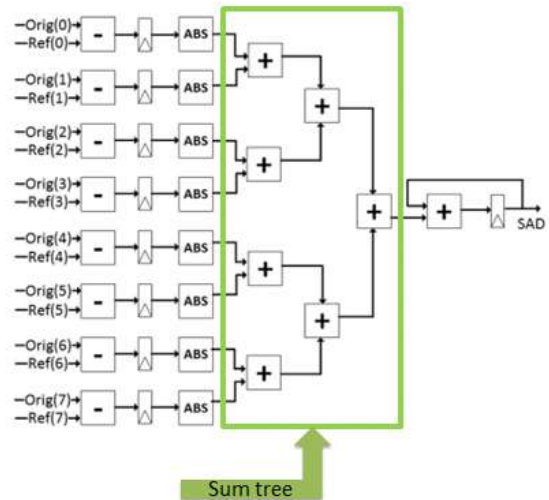 Orig(0)
Ref(0)
- ABS
Orig(1)
Ref(1)
- ABS
+
+
Orig(2)
Ref(2)
- ABS
+
Orig(3)
Ref(3)
- ABS
+ +
SAD
Orig(4)
Ref(4)
- ABS
+
Orig(5)
Ref(5)
- ABS
+
Orig(6)
Ref(6)
- ABS
+
Orig(7)
Ref(7)
- ABS
Sum tree